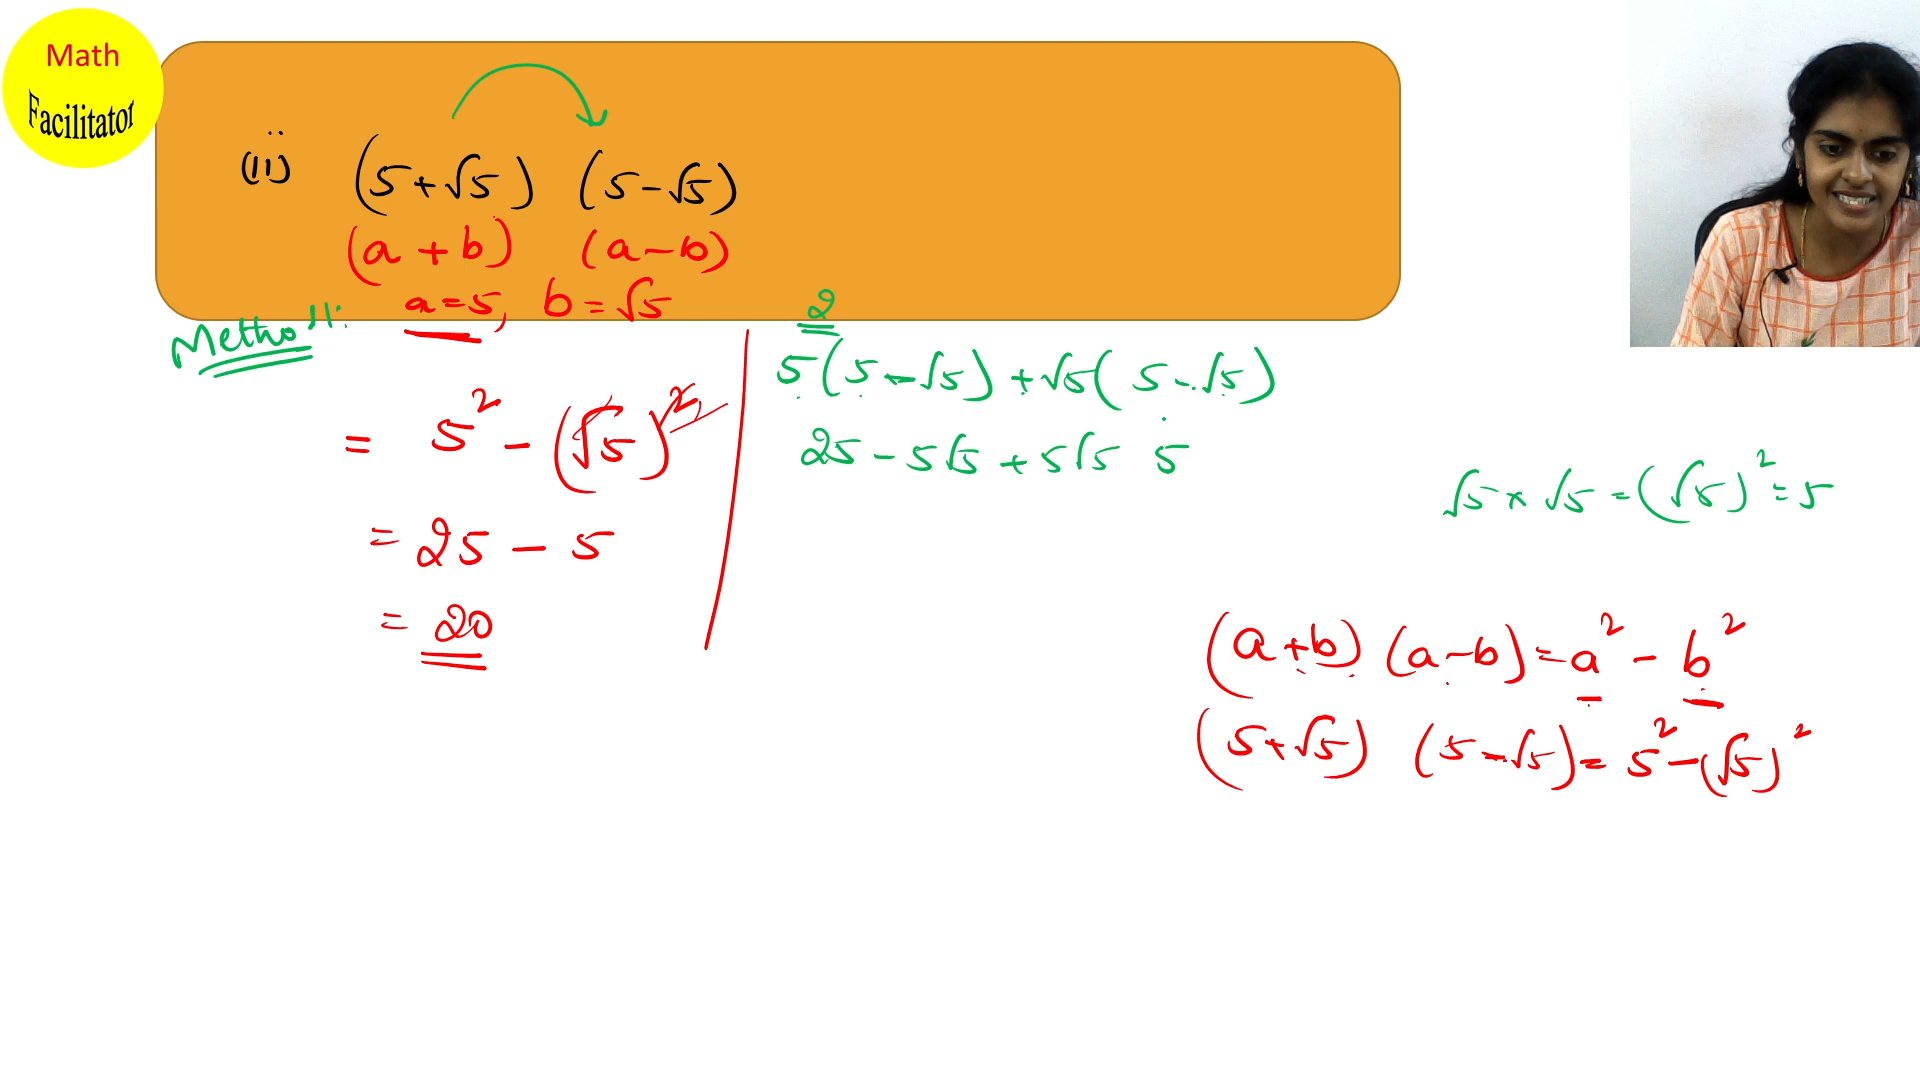 Math
Facilitator
(ii) (5+√5) (5-√5)
(a+b) (a-b)
a=5, b=√5
Metho 1:
= 5² - (√5)²
= 25 - 5
= 20
2
5(5-√5) + √5(5-√5)
25 - 5√5 + 5√5 5
√5 × √5 = (√5)² = 5
(a+b) (a-b) = a² - b²
(5+√5) (5-√5) = 5² - (√5)²